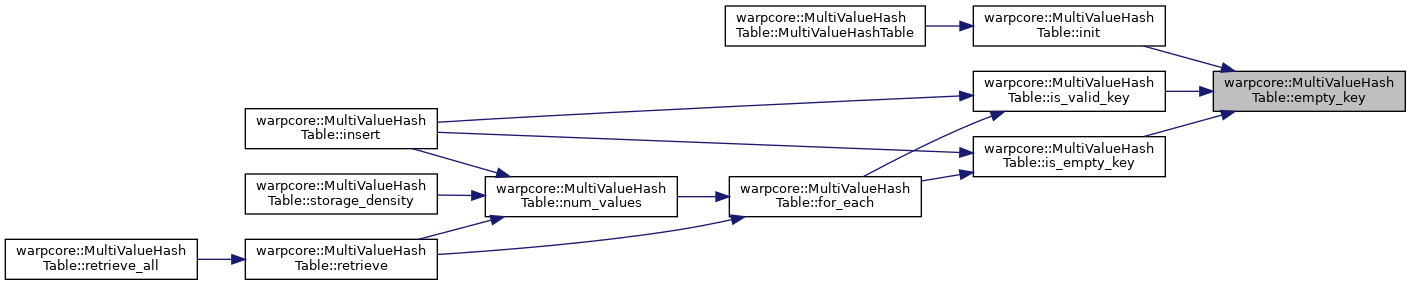 warpcore::MultiValueHash
Table::MultiValueHashTable
warpcore::MultiValueHash
Table::init
warpcore::MultiValueHash
Table::is_valid_key
warpcore::MultiValueHash
Table::empty_key
warpcore::MultiValueHash
Table::insert
warpcore::MultiValueHash
Table::is_empty_key
warpcore::MultiValueHash
Table::storage_density
warpcore::MultiValueHash
Table::num_values
warpcore::MultiValueHash
Table::for_each
warpcore::MultiValueHash
Table::retrieve_all
warpcore::MultiValueHash
Table::retrieve